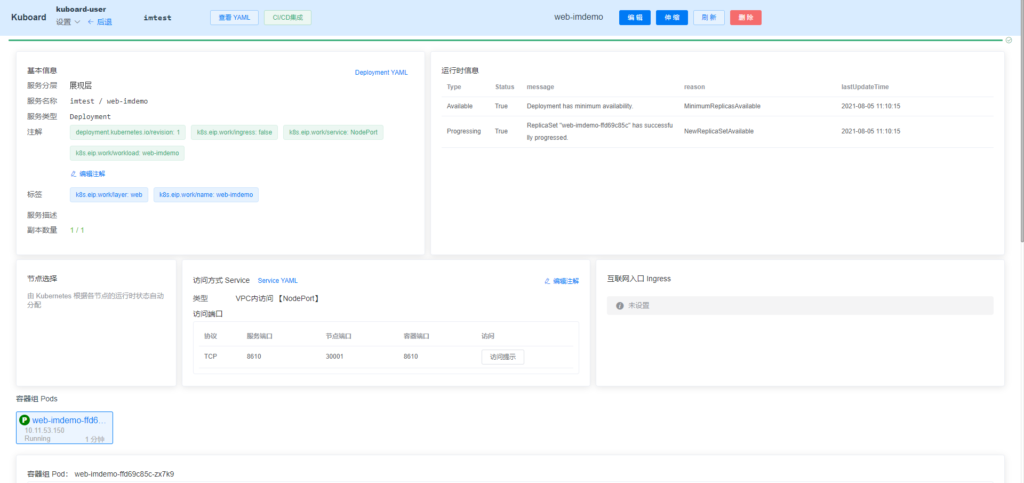 Kuboard
kuboard-user
设置 ← 后退
imtest
查看 YAML
CI/CD集成
web-imdemo
编 辑
伸 缩
刷 新
删 除
基本信息
Deployment YAML
服务分层 展现层
服务名称 imtest / web-imdemo
服务类型 Deployment
注解 deployment.kubernetes.io/revision: 1 k8s.eip.work/ingress: false k8s.eip.work/service: NodePort
k8s.eip.work/workload: web-imdemo
编辑注解
标签 k8s.eip.work/layer: web k8s.eip.work/name: web-imdemo
服务描述
副本数量 1 / 1
运行时信息
Type Status message reason lastUpdateTime
Available True Deployment has minimum availability. MinimumReplicasAvailable 2021-08-05 11:10:15
Progressing True ReplicaSet "web-imdemo-ffd69c85c" has successfu
lly progressed. NewReplicaSetAvailable 2021-08-05 11:10:15
节点选择
由 Kubernetes 根据各节点的运行时状态自动
分配
访问方式 Service Service YAML 编辑注解
类型 VPC内访问 【NodePort】
访问端口
协议 服务端口 节点端口 容器端口 访问
TCP 8610 30001 8610 访问提示
互联网入口 Ingress
未设置
容器组 Pods
P web-imdemo-ffd6...
10.11.53.150
Running 1 分钟
容器组 Pod： web-imdemo-ffd69c85c-zx7k9